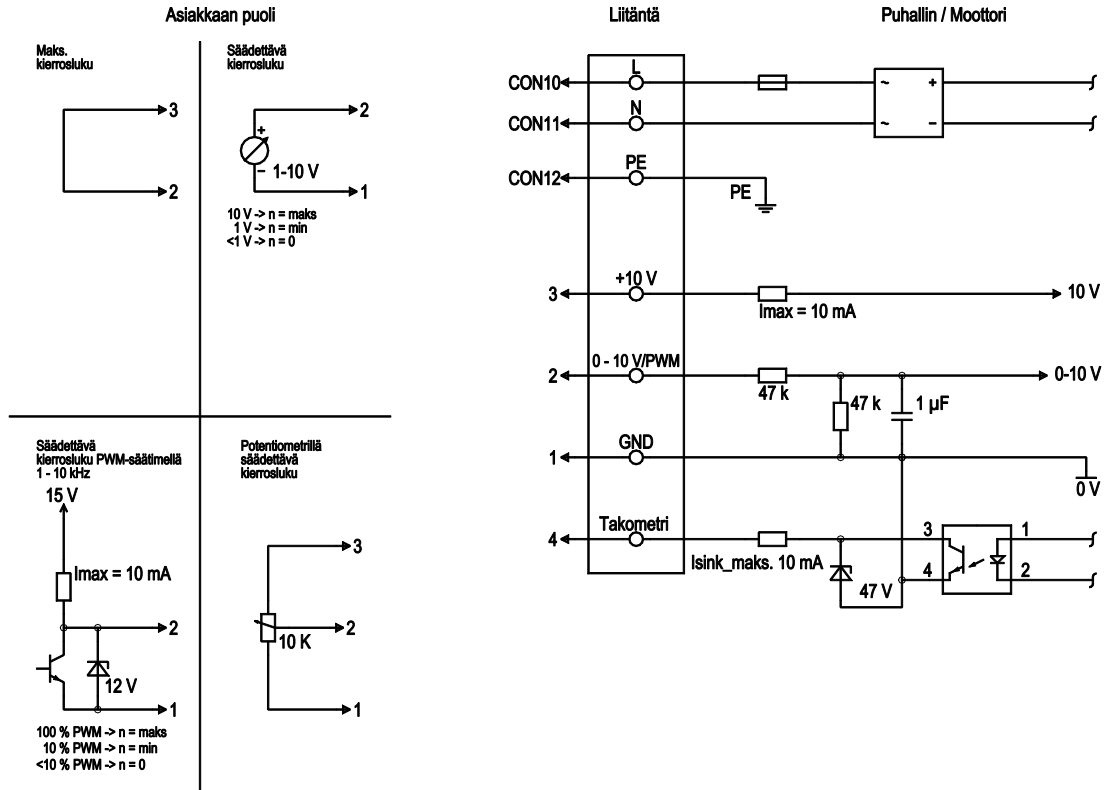 Asiakkaan puoli
Maks.
kierrosluku
3
2
Säädettävä
kierrosluku
2
+
– 1-10 V
1
10 V -> n = maks
1 V -> n = min
<1 V -> n = 0
Säädettävä
kierrosluku PWM-säätimellä
1 - 10 kHz
15 V
Imax = 10 mA
2
12 V
1
100 % PWM -> n = maks
10 % PWM -> n = min
<10 % PWM -> n = 0
Potentiometrillä
säädettävä
kierrosluku
3
2
10 K
1
Liitäntä
Puhallin / Moottori
L
CON10
~ +
N
CON11
~ –
PE
CON12
PE
+10 V
3
10 V
Imax = 10 mA
0 - 10 V/PWM
2
0-10 V
47 k
47 k
1 µF
GND
1
0 V
Takometri
4
3
1
Isink_maks. 10 mA
4
2
47 V